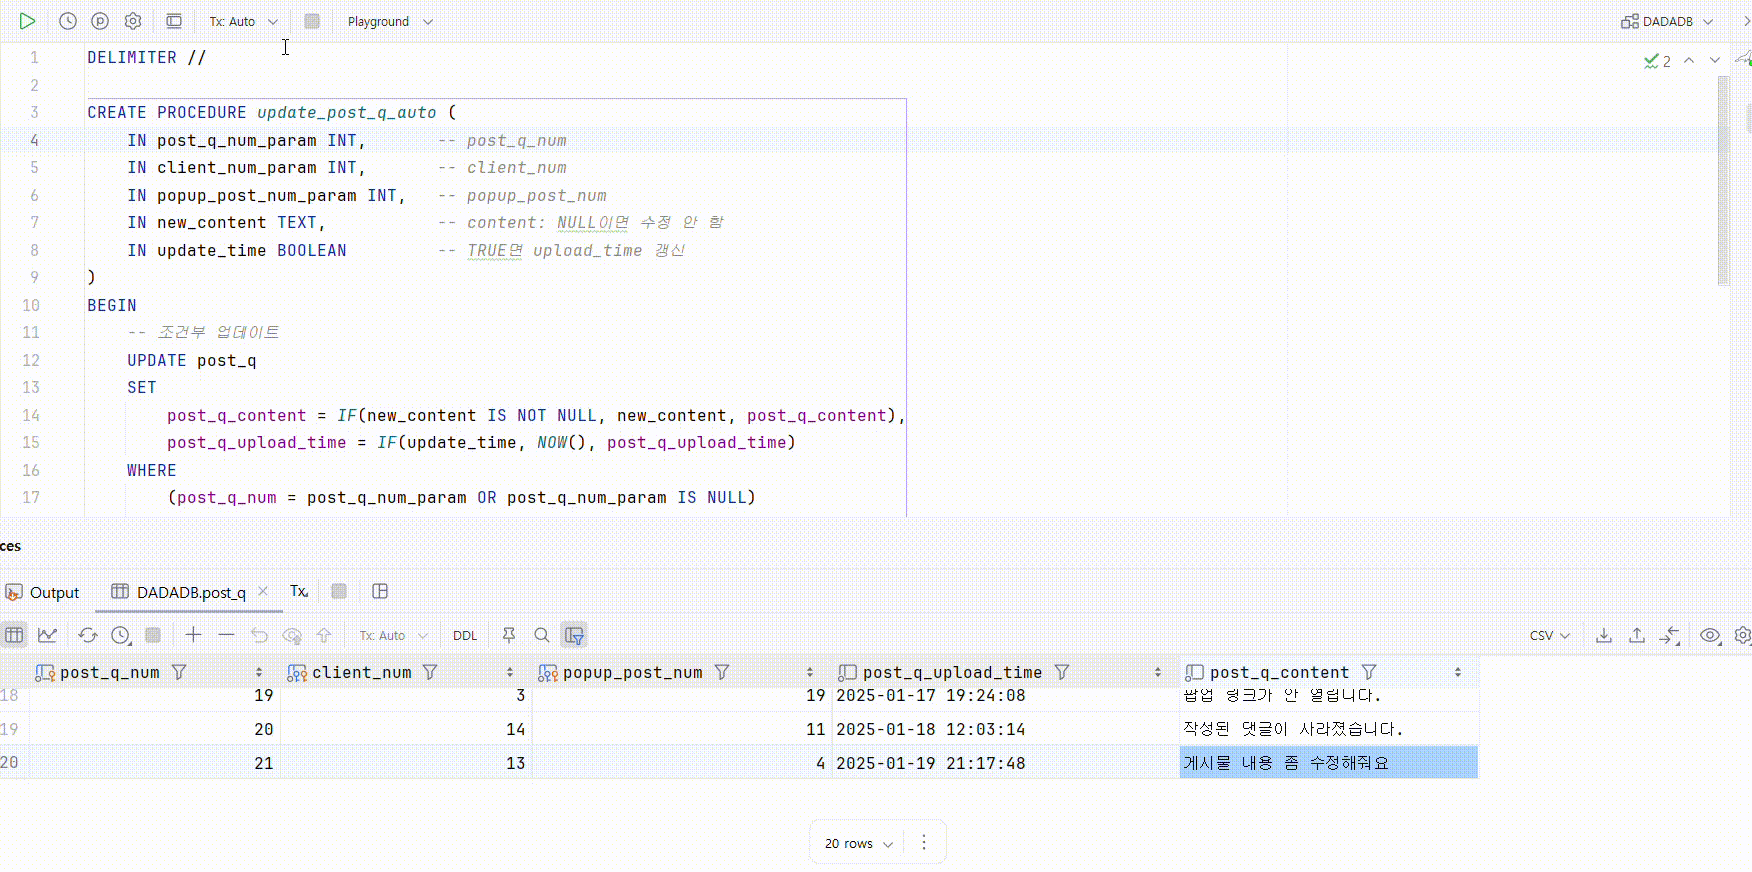 Tx: Auto Playground DADADB
1 DELIMITER //
2
3 CREATE PROCEDURE update_post_q_auto (
4 IN post_q_num_param INT, -- post_q_num
5 IN client_num_param INT, -- client_num
6 IN popup_post_num_param INT, -- popup_post_num
7 IN new_content TEXT, -- content: NULL이면 수정 안 함
8 IN update_time BOOLEAN -- TRUE면 upload_time 갱신
9 )
10 BEGIN
11 -- 조건부 업데이트
12 UPDATE post_q
13 SET
14 post_q_content = IF(new_content IS NOT NULL, new_content, post_q_content),
15 post_q_upload_time = IF(update_time, NOW(), post_q_upload_time)
16 WHERE
17 (post_q_num = post_q_num_param OR post_q_num_param IS NULL)
2
ces
Output DADADB.post_q Tx
Tx: Auto DDL CSV
post_q_num client_num popup_post_num post_q_upload_time post_q_content
18 19 3 19 2025-01-17 19:24:08 팝업 링크가 안 열립니다.
19 20 14 11 2025-01-18 12:03:14 작성된 댓글이 사라졌습니다.
20 21 13 4 2025-01-19 21:17:48 게시물 내용 좀 수정해줘요
20 rows